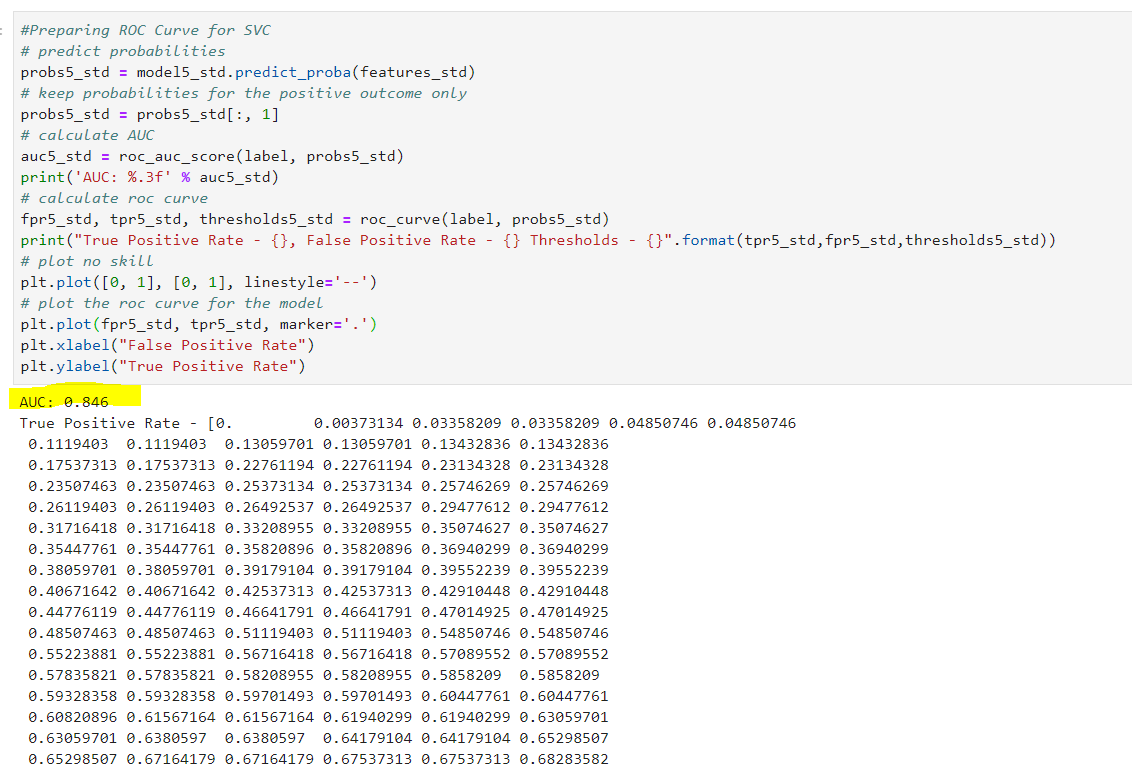 #Preparing ROC Curve for SVC
# predict probabilities
probs5_std = model5_std.predict_proba(features_std)
# keep probabilities for the positive outcome only
probs5_std = probs5_std[:, 1]
# calculate AUC
auc5_std = roc_auc_score(label, probs5_std)
print('AUC: %.3f' % auc5_std)
# calculate roc curve
fpr5_std, tpr5_std, thresholds5_std = roc_curve(label, probs5_std)
print("True Positive Rate - {}, False Positive Rate - {} Thresholds - {}".format(tpr5_std,fpr5_std,thresholds5_std))
# plot no skill
plt.plot([0, 1], [0, 1], linestyle='--')
# plot the roc curve for the model
plt.plot(fpr5_std, tpr5_std, marker='.')
plt.xlabel("False Positive Rate")
plt.ylabel("True Positive Rate")
AUC: 0.846
True Positive Rate - [0.         0.00373134 0.03358209 0.03358209 0.04850746 0.04850746
 0.1119403  0.1119403  0.13059701 0.13059701 0.13432836 0.13432836
 0.17537313 0.17537313 0.22761194 0.22761194 0.23134328 0.23134328
 0.23507463 0.23507463 0.25373134 0.25373134 0.25746269 0.25746269
 0.26119403 0.26119403 0.26492537 0.26492537 0.29477612 0.29477612
 0.31716418 0.31716418 0.33208955 0.33208955 0.35074627 0.35074627
 0.35447761 0.35447761 0.35820896 0.35820896 0.36940299 0.36940299
 0.38059701 0.38059701 0.39179104 0.39179104 0.39552239 0.39552239
 0.40671642 0.40671642 0.42537313 0.42537313 0.42910448 0.42910448
 0.44776119 0.44776119 0.46641791 0.46641791 0.47014925 0.47014925
 0.48507463 0.48507463 0.51119403 0.51119403 0.54850746 0.54850746
 0.55223881 0.55223881 0.56716418 0.56716418 0.57089552 0.57089552
 0.57835821 0.57835821 0.58208955 0.58208955 0.5858209  0.5858209
 0.59328358 0.59328358 0.59701493 0.59701493 0.60447761 0.60447761
 0.60820896 0.61567164 0.61567164 0.61940299 0.61940299 0.63059701
 0.63059701 0.6380597  0.6380597  0.64179104 0.64179104 0.65298507
 0.65298507 0.67164179 0.67164179 0.67537313 0.67537313 0.68283582